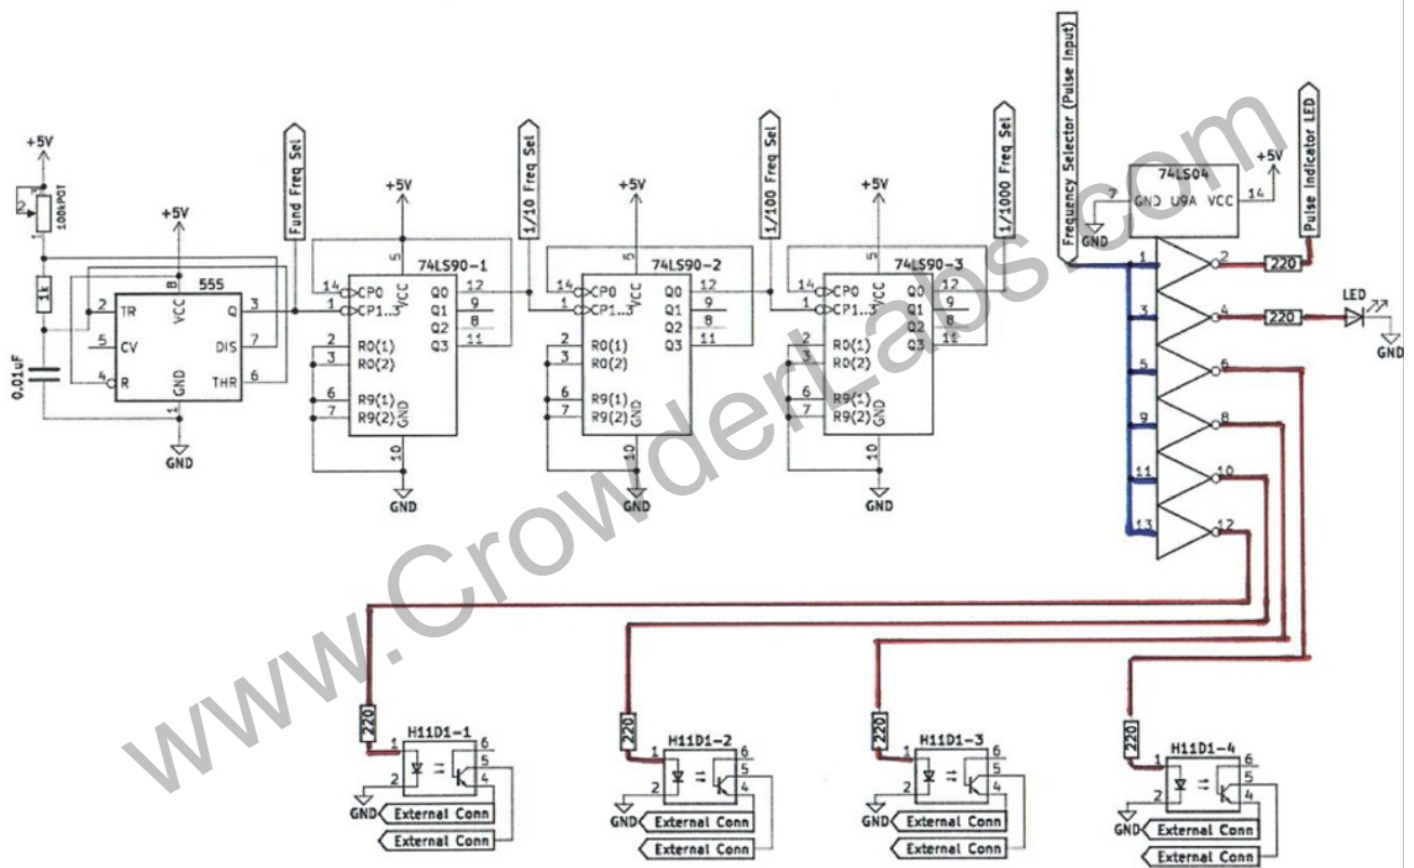 +5V
3
2
100kPOT
1
1k
0.01uF
+5V
8
555
VCC
2 TR
Q 3
5 CV
DIS 7
4 R
THR 6
GND
1
GND
Fund Freq Sel
+5V
5
74LS90-1
VCC
14 CP0
Q0 12
1 CP1..3
Q1 9
Q2 8
Q3 11
2 R0(1)
3 R0(2)
6 R9(1)
7 R9(2)
GND
10
GND
1/10 Freq Sel
+5V
5
74LS90-2
VCC
14 CP0
Q0 12
1 CP1..3
Q1 9
Q2 8
Q3 11
2 R0(1)
3 R0(2)
6 R9(1)
7 R9(2)
GND
10
GND
1/100 Freq Sel
+5V
5
74LS90-3
VCC
14 CP0
Q0 12
1 CP1..3
Q1 9
Q2 8
Q3 11
2 R0(1)
3 R0(2)
6 R9(1)
7 R9(2)
GND
10
GND
1/1000 Freq Sel
Frequency Selector (Pulse Input)
74LS04
+5V
7 GND U9A VCC 14
GND
Pulse Indicator LED
1 2 220
3 4 220
LED
GND
5 6
9 8
11 10
13 12
220
H11D1-1
1 6
5
2 4
GND
External Conn
External Conn
220
H11D1-2
1 6
5
2 4
GND
External Conn
External Conn
220
H11D1-3
1 6
5
2 4
GND
External Conn
External Conn
220
H11D1-4
1 6
5
2 4
GND
External Conn
External Conn
www.CrowderLabs.com